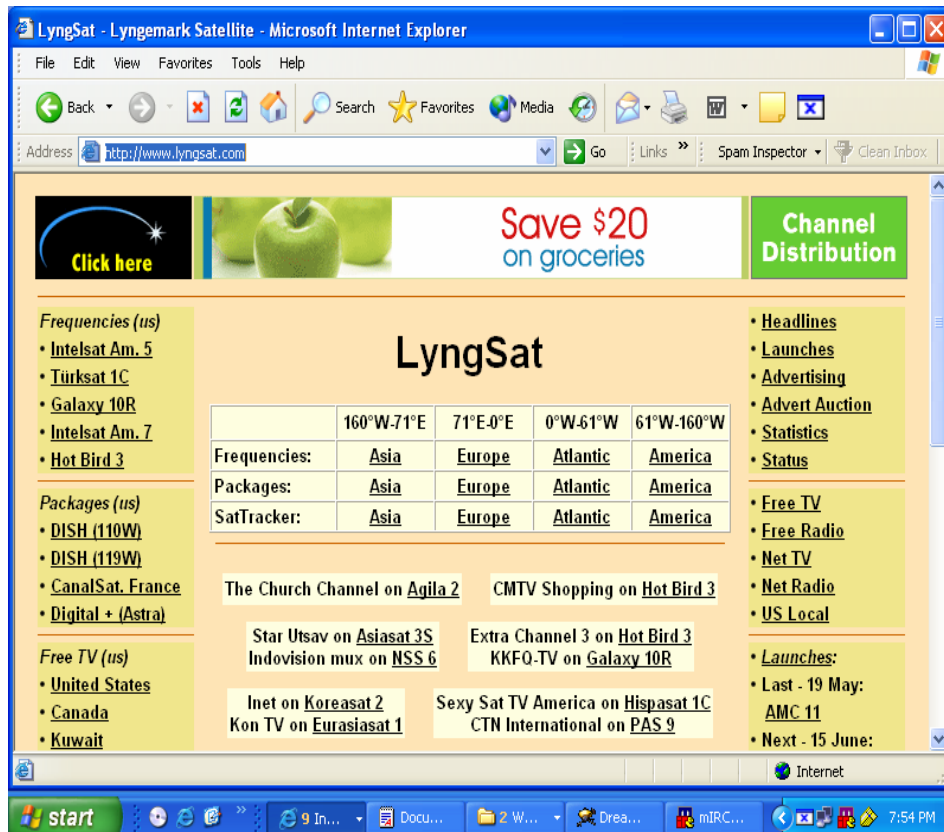 LyngSat - Lyngemark Satellite - Microsoft Internet Explorer
File Edit View Favorites Tools Help
Back Search Favorites Media
Address http://www.lyngsat.com Go Links » Spam Inspector Clean Inbox
Click here
Save $20
on groceries
Channel
Distribution
Frequencies (us)
• Intelsat Am. 5
• Türksat 1C
• Galaxy 10R
• Intelsat Am. 7
• Hot Bird 3
Packages (us)
• DISH (110W)
• DISH (119W)
• CanalSat. France
• Digital + (Astra)
Free TV (us)
• United States
• Canada
• Kuwait
LyngSat
160°W-71°E 71°E-0°E 0°W-61°W 61°W-160°W
Frequencies: Asia Europe Atlantic America
Packages: Asia Europe Atlantic America
SatTracker: Asia Europe Atlantic America
The Church Channel on Agila 2
CMTV Shopping on Hot Bird 3
Star Utsav on Asiasat 3S
Indovision mux on NSS 6
Extra Channel 3 on Hot Bird 3
KKFQ-TV on Galaxy 10R
Inet on Koreasat 2
Kon TV on Eurasiasat 1
Sexy Sat TV America on Hispasat 1C
CTN International on PAS 9
• Headlines
• Launches
• Advertising
• Advert Auction
• Statistics
• Status
• Free TV
• Free Radio
• Net TV
• Net Radio
• US Local
• Launches:
• Last - 19 May:
AMC 11
• Next - 15 June:
Internet
start » 9 In... Docu... 2 W... Drea... mIRC... 7:54 PM